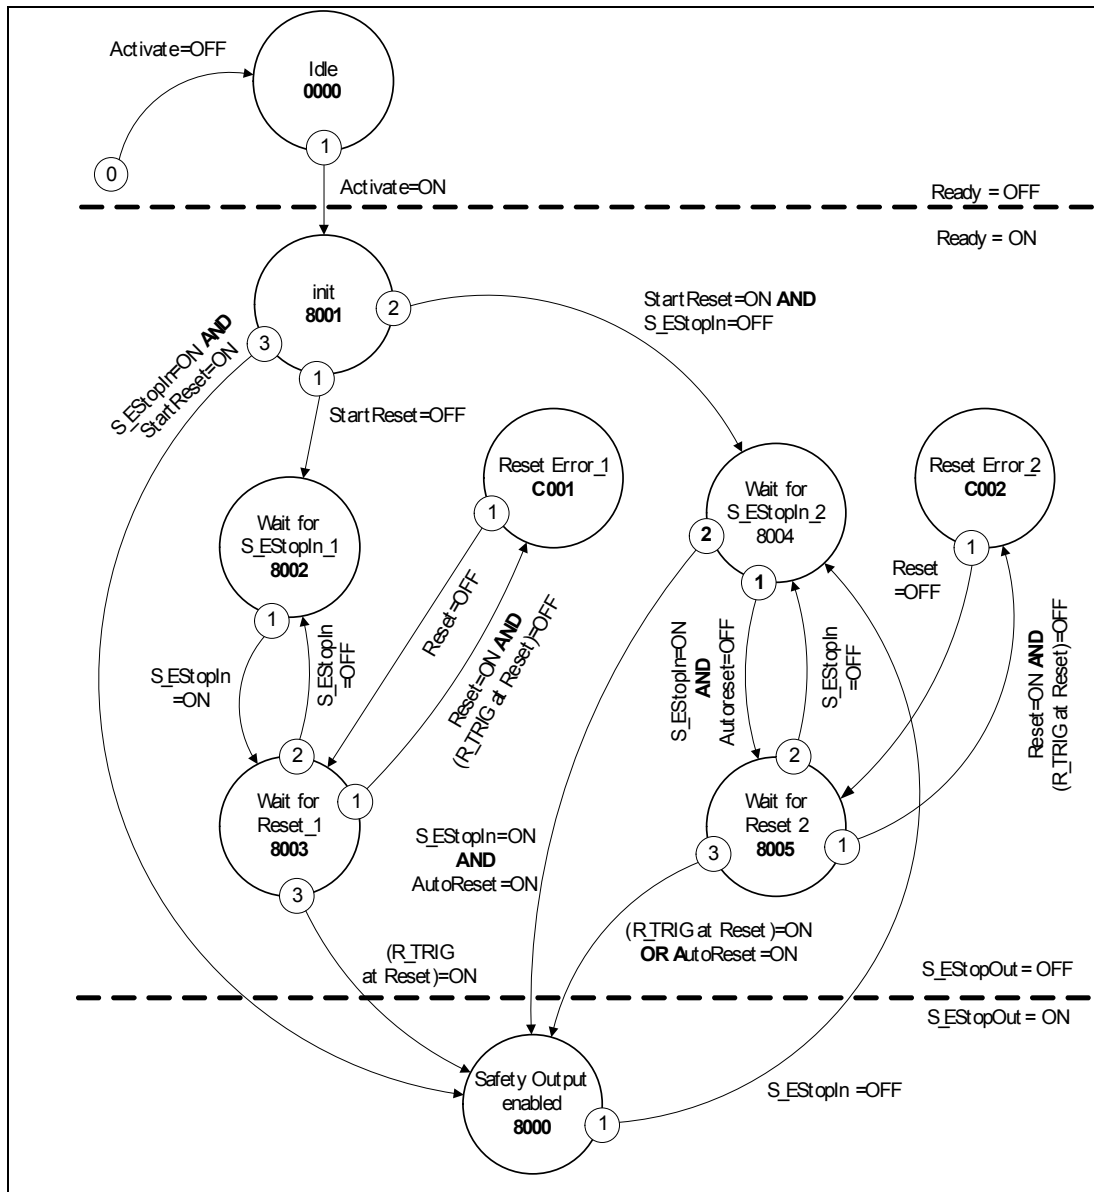 Activate=OFF
Idle
0000
1
0
Activate=ON
Ready = OFF
Ready = ON
init
8001
2
3
1
StartReset=ON AND
S_EStopIn=OFF
S_EStopIn=ON AND
StartReset=ON
StartReset=OFF
Reset Error_1
C001
1
Wait for
S_EStopIn_2
8004
2
1
Reset Error_2
C002
1
Wait for
S_EStopIn_1
8002
1
Reset
=OFF
Reset=OFF
Reset=ON AND
(R_TRIG at Reset)=OFF
S_EStopIn
=ON
S_EStopIn
=OFF
S_EStopIn=ON
AND
Autoreset=OFF
S_EStopIn
=OFF
Reset=ON AND
(R_TRIG at Reset)=OFF
Wait for
Reset_1
8003
2
1
3
Wait for
Reset 2
8005
2
1
3
S_EStopIn=ON
AND
AutoReset=ON
(R_TRIG at Reset)=ON
OR AutoReset=ON
(R_TRIG
at Reset)=ON
S_EStopOut = OFF
S_EStopOut = ON
Safety Output
enabled
8000
1
S_EStopIn =OFF